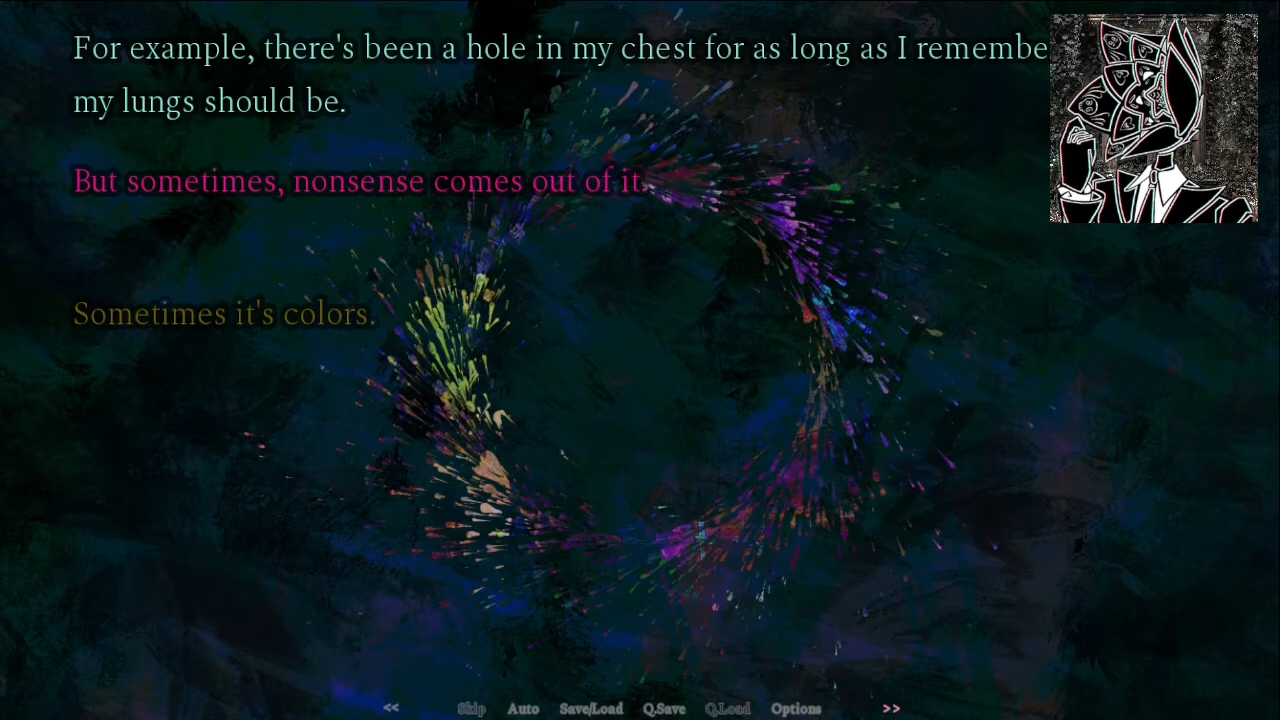 For example, there's been a hole in my chest for as long as I remembe
my lungs should be.
But sometimes, nonsense comes out of it.
Sometimes it's colors.
<< Skip Auto Save/Load Q.Save Q.Load Options >>